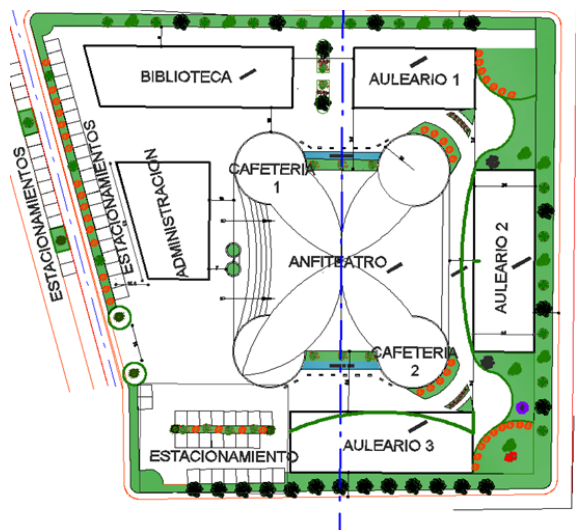 BIBLIOTECA
AULEARIO 1
ESTACIONAMIENTOS
ESTACIONAMIENTOS
CAFETERIA
1
ADMINISTRACION
ANFITEATRO
AULEARIO 2
CAFETERIA
2
ESTACIONAMIENTO
AULEARIO 3